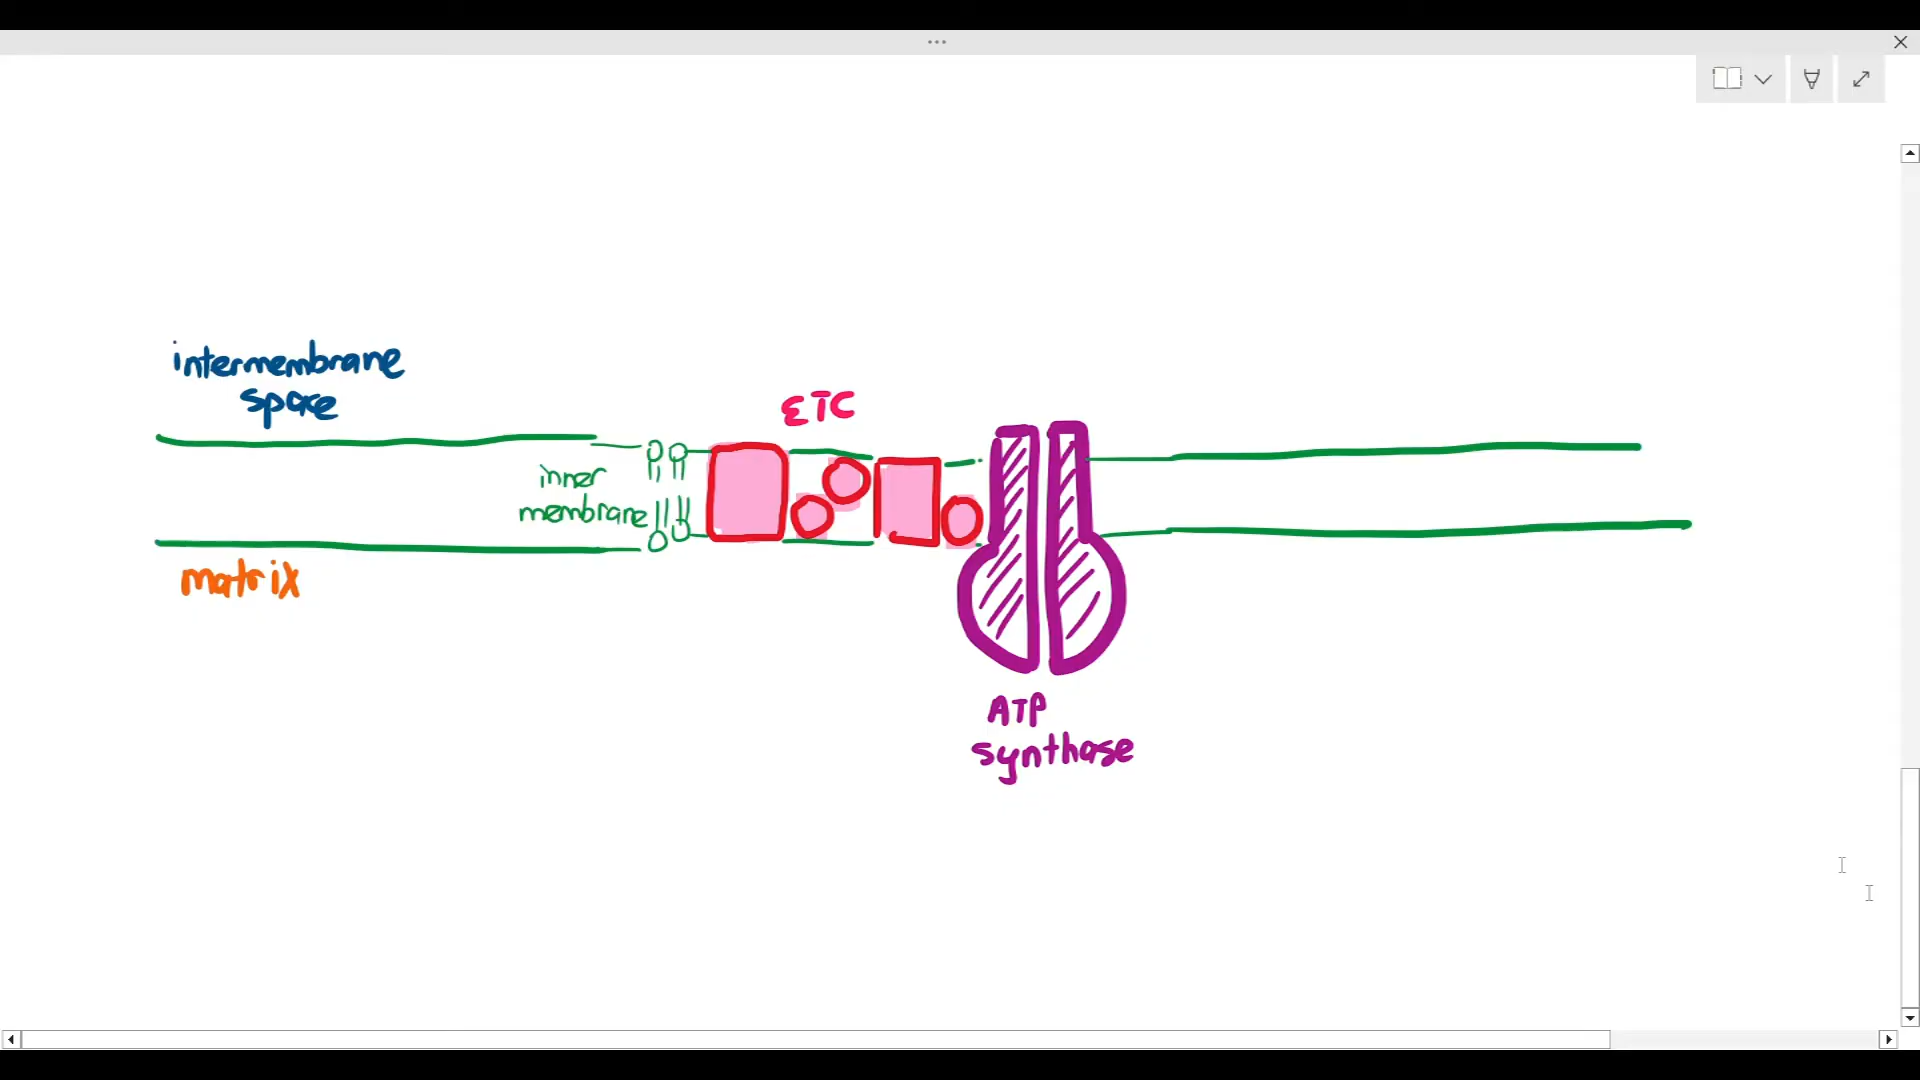 intermembrane
space
ETC
inner
membrane
matrix
ATP
synthase